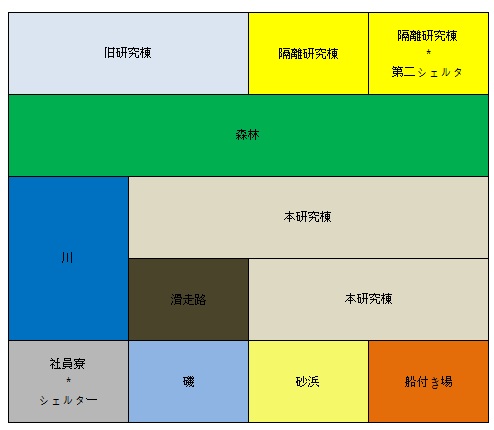 旧研究棟
隔離研究棟
隔離研究棟
*
第二シェルタ
森林
川
本研究棟
滑走路
本研究棟
社員寮
*
シェルター
磯
砂浜
船付き場